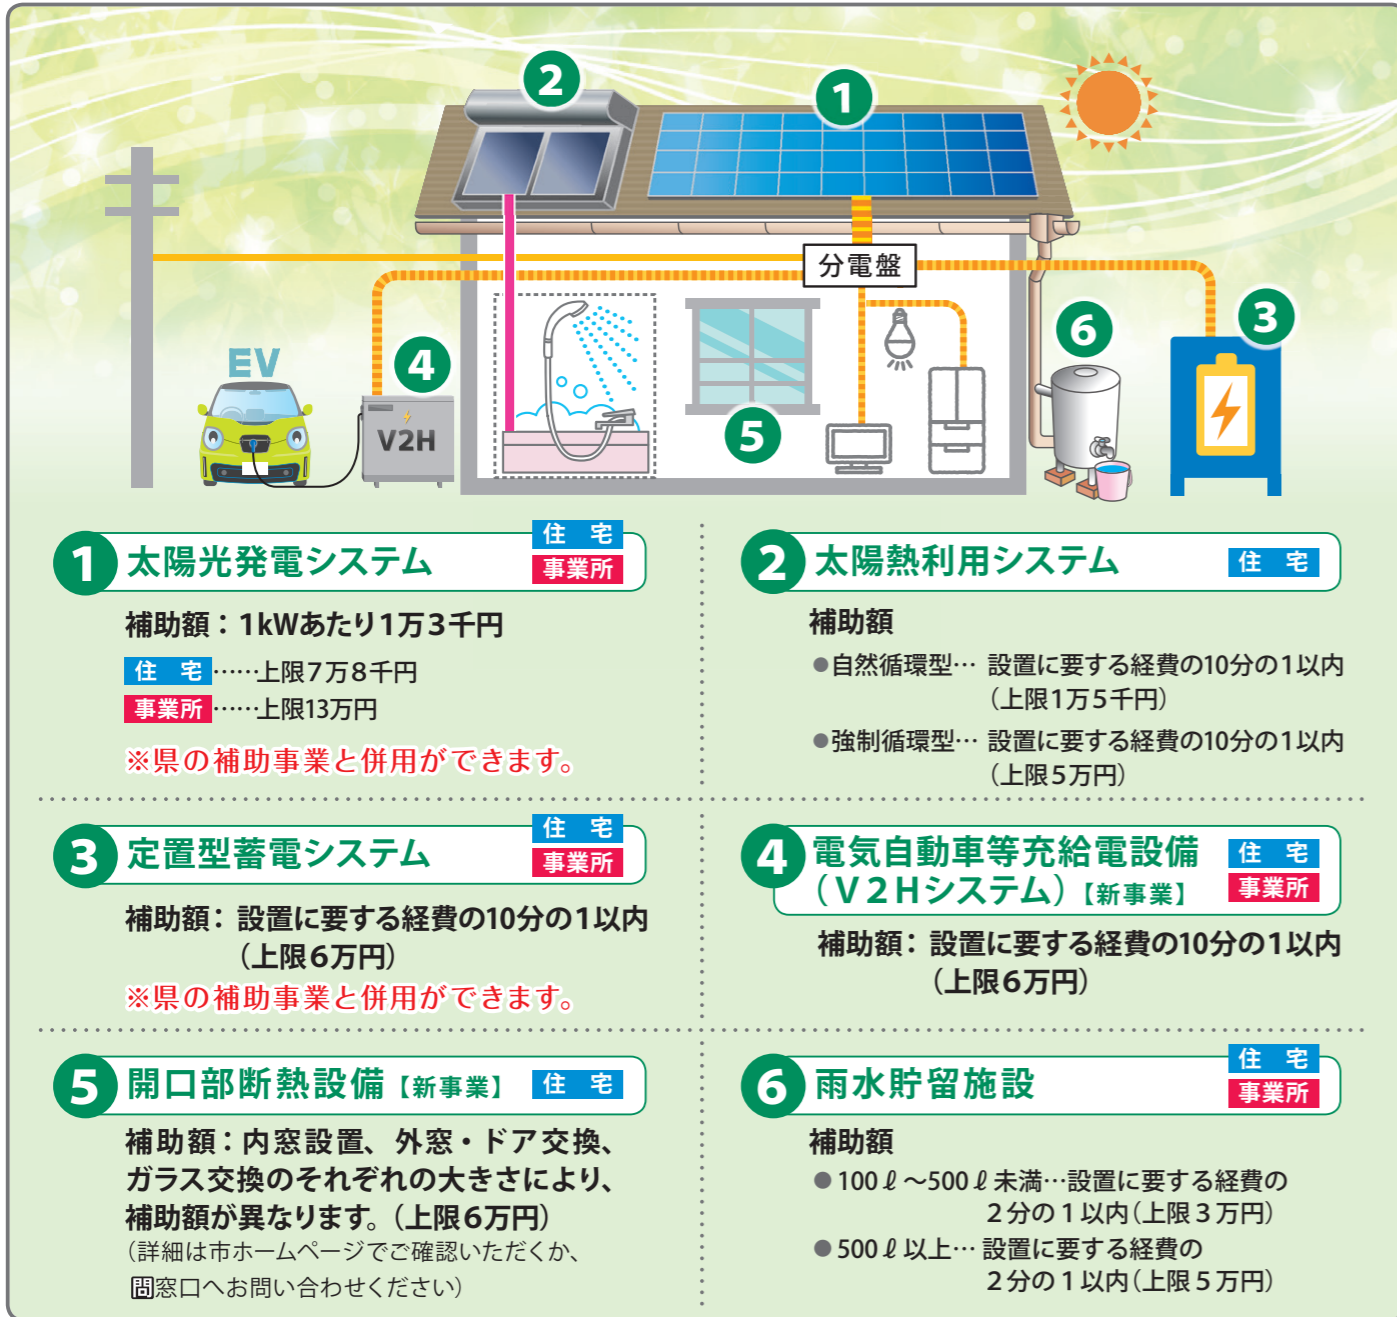 2
1
分電盤
6
3
EV
4
V2H
5
1 太陽光発電システム 住宅 事業所
補助額：1kWあたり1万3千円
住宅……上限7万8千円
事業所……上限13万円
※県の補助事業と併用ができます。
2 太陽熱利用システム 住宅
補助額
●自然循環型… 設置に要する経費の10分の1以内
（上限1万5千円）
●強制循環型… 設置に要する経費の10分の1以内
（上限5万円）
3 定置型蓄電システム 住宅 事業所
補助額：設置に要する経費の10分の1以内
（上限6万円）
※県の補助事業と併用ができます。
4 電気自動車等充給電設備 住宅
（V2Hシステム）【新事業】 事業所
補助額：設置に要する経費の10分の1以内
（上限6万円）
5 開口部断熱設備【新事業】 住宅
補助額：内窓設置、外窓・ドア交換、
ガラス交換のそれぞれの大きさにより、
補助額が異なります。（上限6万円）
（詳細は市ホームページでご確認いただくか、
問窓口へお問い合わせください）
6 雨水貯留施設 住宅 事業所
補助額
●100ℓ～500ℓ未満…設置に要する経費の
2分の1以内（上限3万円）
●500ℓ以上… 設置に要する経費の
2分の1以内（上限5万円）